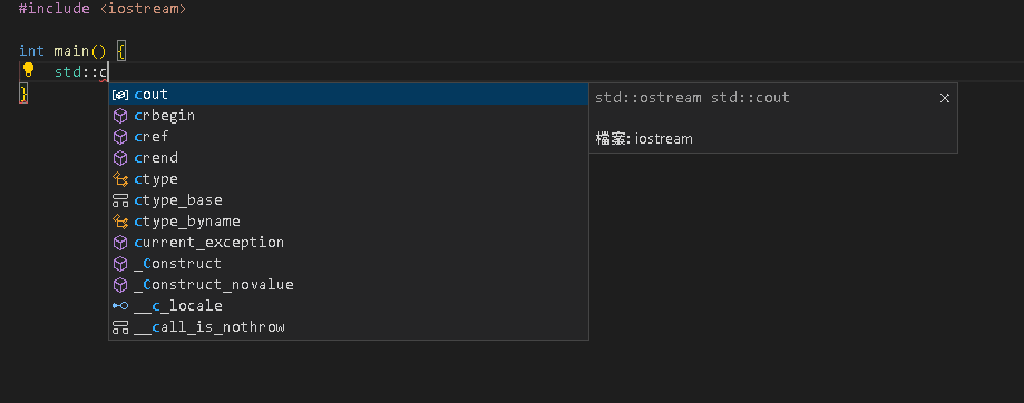 #include <iostream>
int main() {
std::c
}
cout
crbegin
cref
crend
ctype
ctype_base
ctype_byname
current_exception
_Construct
_Construct_novalue
__c_locale
__call_is_nothrow
std::ostream std::cout
檔案: iostream